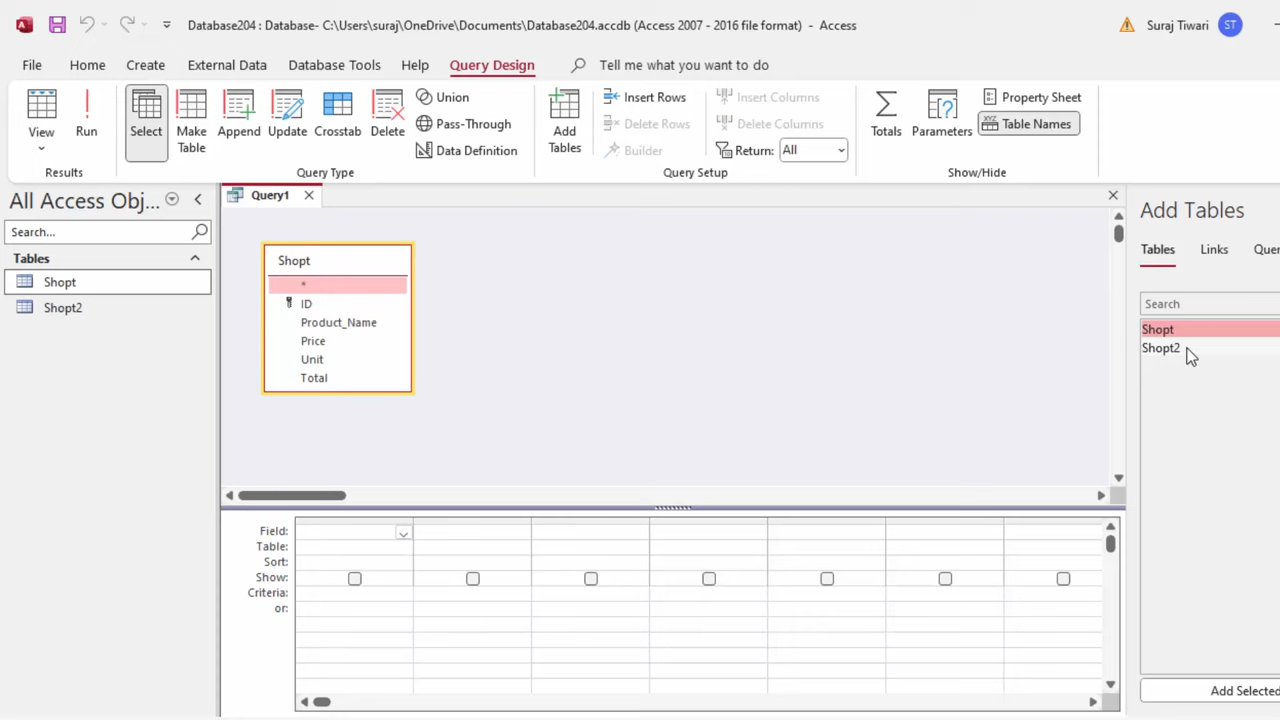 Database204 : Database- C:\Users\suraj\OneDrive\Documents\Database204.accdb (Access 2007 - 2016 file format) - Access
Suraj Tiwari
ST
File
Home
Create
External Data
Database Tools
Help
Query Design
Tell me what you want to do
View
Run
Select
Make
Table
Append
Update
Crosstab
Delete
Union
Pass-Through
Data Definition
Add
Tables
Insert Rows
Delete Rows
Builder
Insert Columns
Delete Columns
Return:
All
Totals
Parameters
Property Sheet
XYZ
Table Names
Results
Query Type
Query Setup
Show/Hide
All Access Obj...
Search...
Tables
Shopt
Shopt2
Query1
Shopt
*
ID
Product_Name
Price
Unit
Total
Field:
Table:
Sort:
Show:
Criteria:
or:
Add Tables
Tables
Links
Quer
Search
Shopt
Shopt2
Add Selected